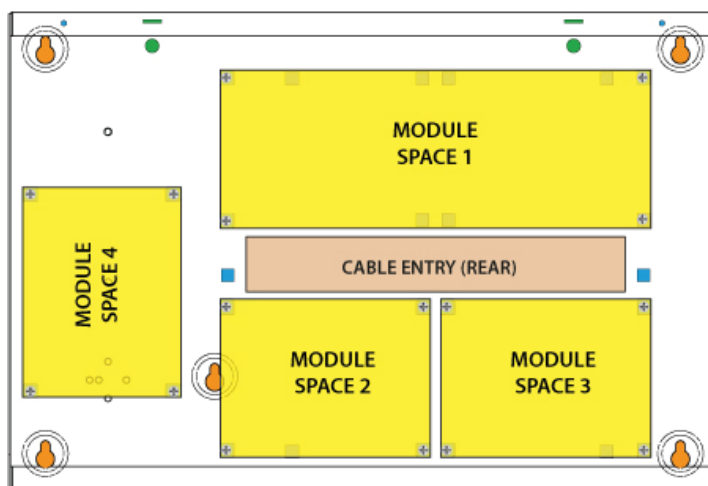 MODULE
SPACE 1
CABLE ENTRY (REAR)
MODULE
SPACE 4
MODULE
SPACE 2
MODULE
SPACE 3